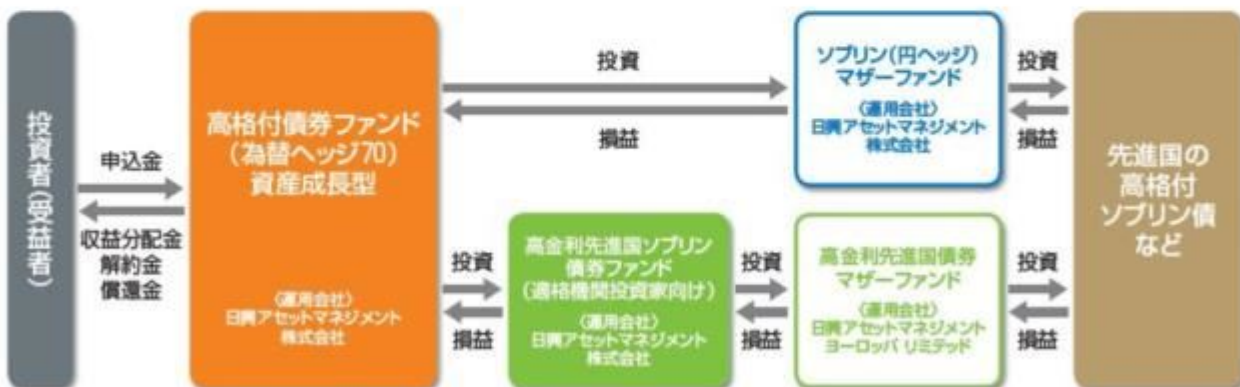 投資者(受益者)
申込金
収益分配金
解約金
償還金
高格付債券ファンド
(為替ヘッジ70)
資産成長型
〈運用会社〉
日興アセットマネジメント
株式会社
投資
損益
ソブリン(円ヘッジ)
マザーファンド
〈運用会社〉
日興アセットマネジメント
株式会社
投資
損益
投資
損益
高金利先進国ソブリン
債券ファンド
(適格機関投資家向け)
〈運用会社〉
日興アセットマネジメント
株式会社
投資
損益
高金利先進国債券
マザーファンド
〈運用会社〉
日興アセットマネジメント
ヨーロッパ リミテッド
投資
損益
先進国の
高格付
ソブリン債
など